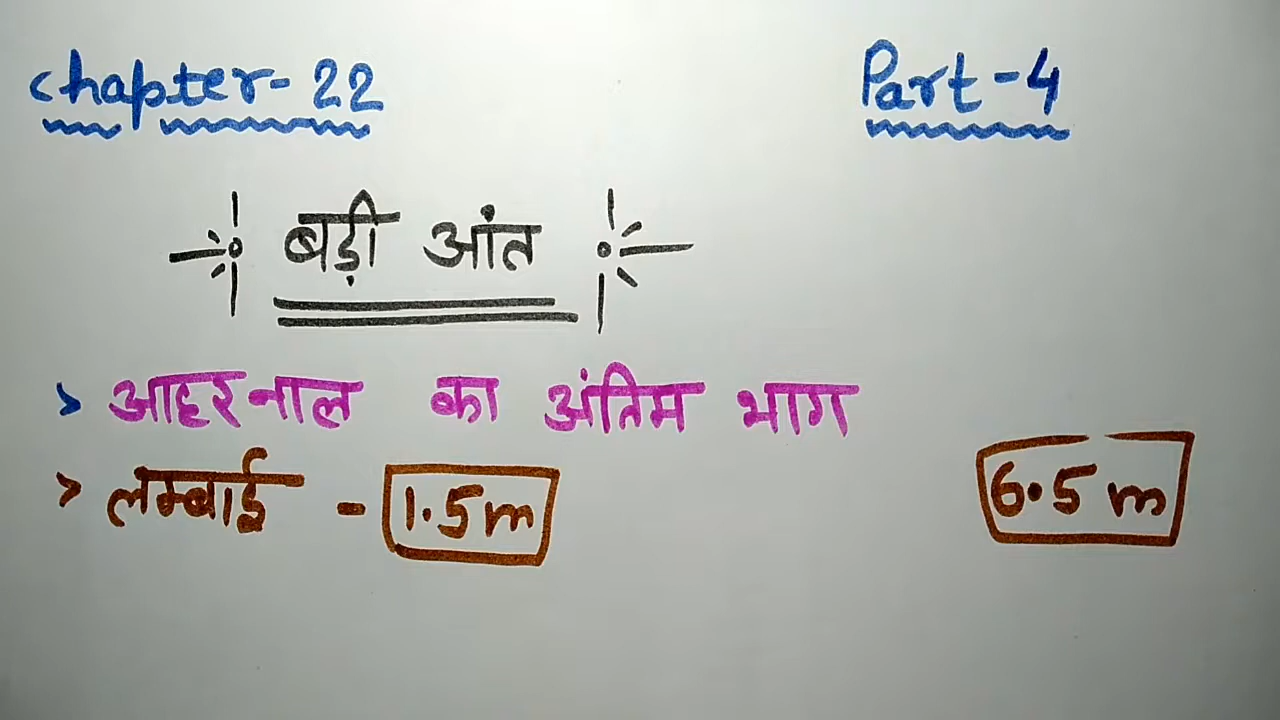 Chapter-22 Part-4
बड़ी आंत
> आहरनाल का अंतिम भाग
> लम्बाई - 1.5m 6.5 m